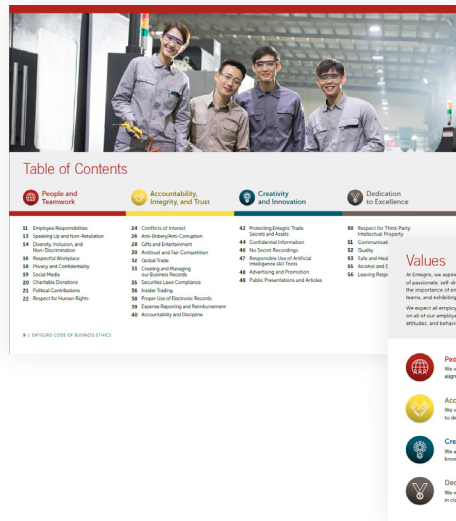 Table of Contents
People and
Teamwork
11 Employee Responsibilities
13 Speaking Up and Non-Retaliation
14 Diversity, Inclusion, and
Non-Discrimination
16 Respectful Workplace
18 Privacy and Confidentiality
19 Social Media
20 Charitable Donations
21 Political Contributions
22 Respect for Human Rights
Accountability,
Integrity, and Trust
24 Conflicts of Interest
26 Anti-Bribery/Anti-Corruption
28 Gifts and Entertainment
30 Antitrust and Fair Competition
32 Global Trade
33 Creating and Managing
our Business Records
35 Securities Laws Compliance
36 Insider Trading
38 Proper Use of Electronic Records
39 Expense Reporting and Reimbursement
40 Accountability and Discipline
Creativity
and Innovation
42 Protecting Entegris' Trade
Secrets and Assets
44 Confidential Information
46 No Secret Recordings
47 Responsible Use of Artificial
Intelligence (AI) Tools
48 Advertising and Promotion
48 Public Presentations and Articles
Dedication
to Excellence
50 Respect for Third-Party
Intellectual Property
51 Communicati
52 Quality
53 Safe and Heal
55 Alcohol and D
56 Leaving Resp
9 | ENTEGRIS CODE OF BUSINESS ETHICS
Values
At Entegris, we aspire
of passionate, self-dr
the importance of en
teams, and exhibiting
We expect all employ
on all of our employe
attitudes, and behavi
Peo
We v
align
Acc
We v
to de
Cre
We a
know
Ded
We v
in cla